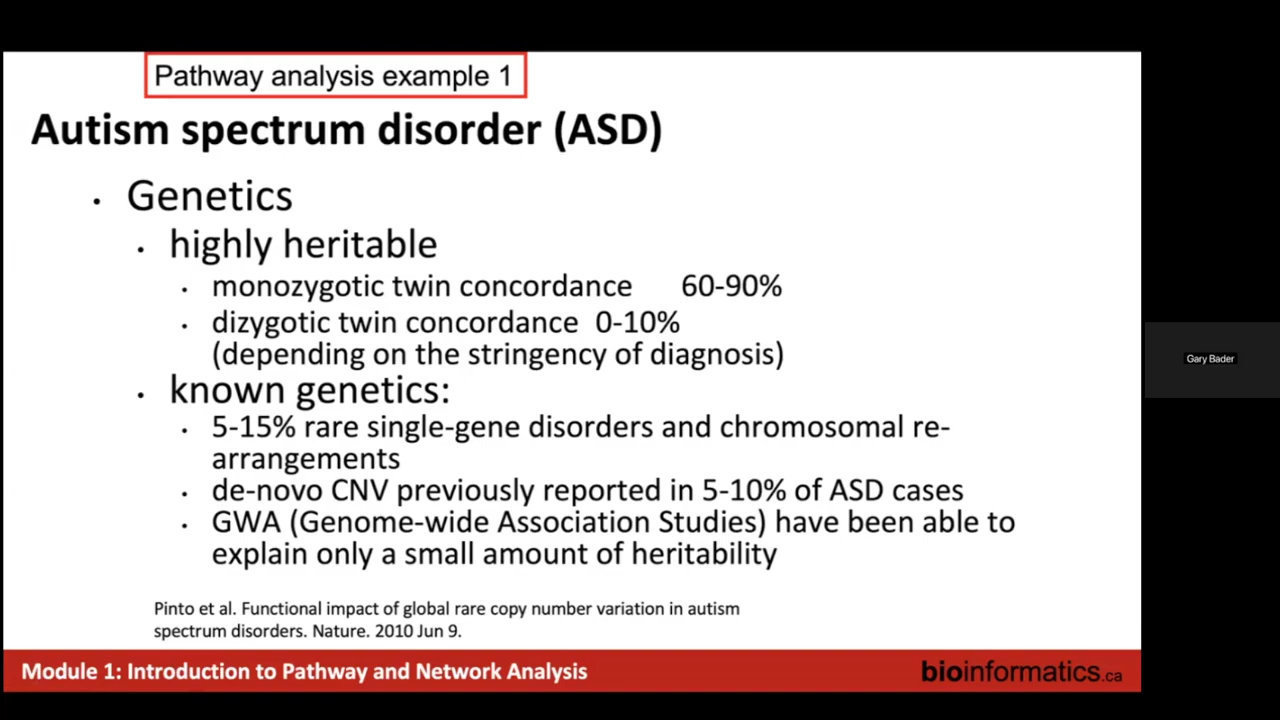 Pathway analysis example 1
Autism spectrum disorder (ASD)
• Genetics
• highly heritable
• monozygotic twin concordance 60-90%
• dizygotic twin concordance 0-10%
(depending on the stringency of diagnosis)
• known genetics:
• 5-15% rare single-gene disorders and chromosomal re-
arrangements
• de-novo CNV previously reported in 5-10% of ASD cases
• GWA (Genome-wide Association Studies) have been able to
explain only a small amount of heritability
Pinto et al. Functional impact of global rare copy number variation in autism
spectrum disorders. Nature. 2010 Jun 9.
Module 1: Introduction to Pathway and Network Analysis
bioinformatics.ca
Gary Bader